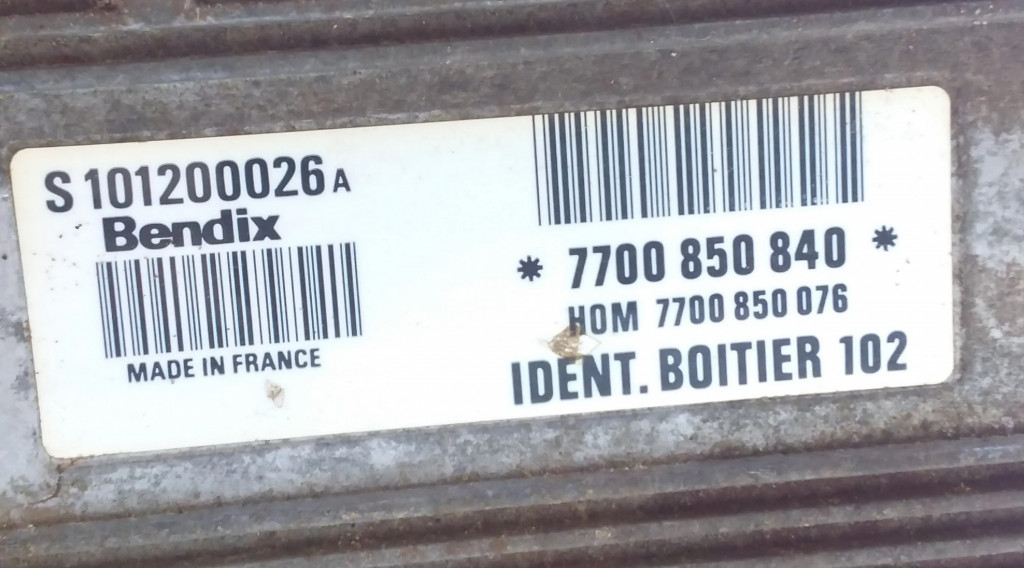 S 101200026 A
Bendix
MADE IN FRANCE
* 7700 850 840 *
HOM 7700 850 076
IDENT. BOITIER 102